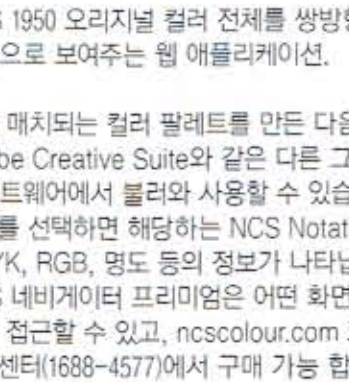 1950 오리지널 컬러 전체를 쌍방
으로 보여주는 웹 애플리케이션.
매치되는 컬러 팔레트를 만든 다음
be Creative Suite와 같은 다른 그
트웨어에서 불러와 사용할 수 있습
를 선택하면 해당하는 NCS Notat
YK, RGB, 명도 등의 정보가 나타납
네비게이터 프리미엄은 어떤 화면
접근할 수 있고, ncscolour.com
센터(1688-4577)에서 구매 가능 합